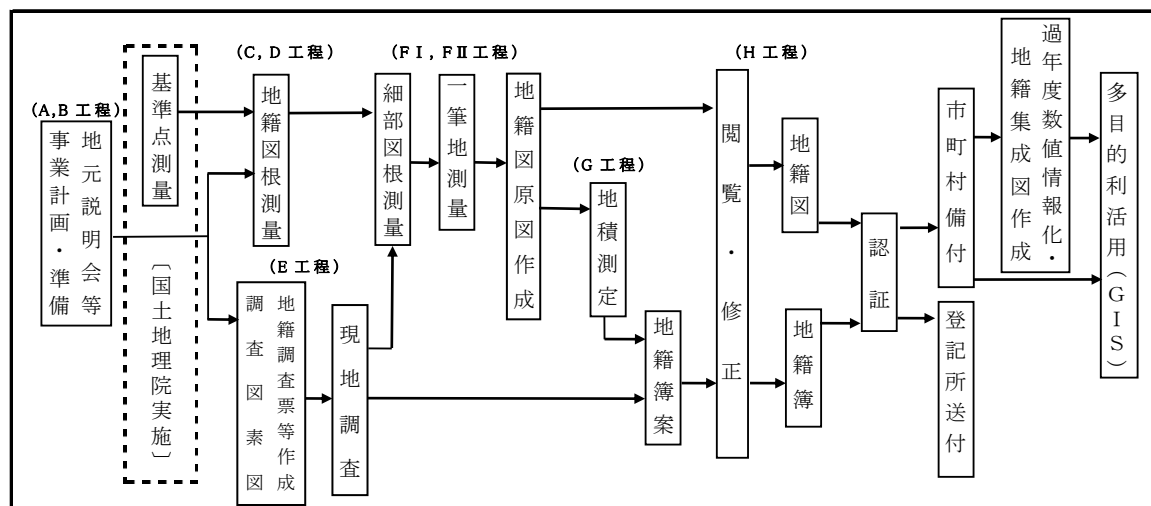 (A,B 工程)
地元説明会等
事業計画・準備
基準点測量
〔国土地理院実施〕
(C, D 工程)
地籍図根測量
(E 工程)
地籍調査票等作成
調査図素図
現地調査
(FⅠ, FⅡ工程)
細部図根測量
一筆地測量
地籍図原図作成
(G 工程)
地積測定
地籍簿案
(H 工程)
閲覧・修正
地籍図
地籍簿
認証
市町村備付
登記所送付
過年度数値情報化・
地籍集成図作成
多目的利活用(GIS)